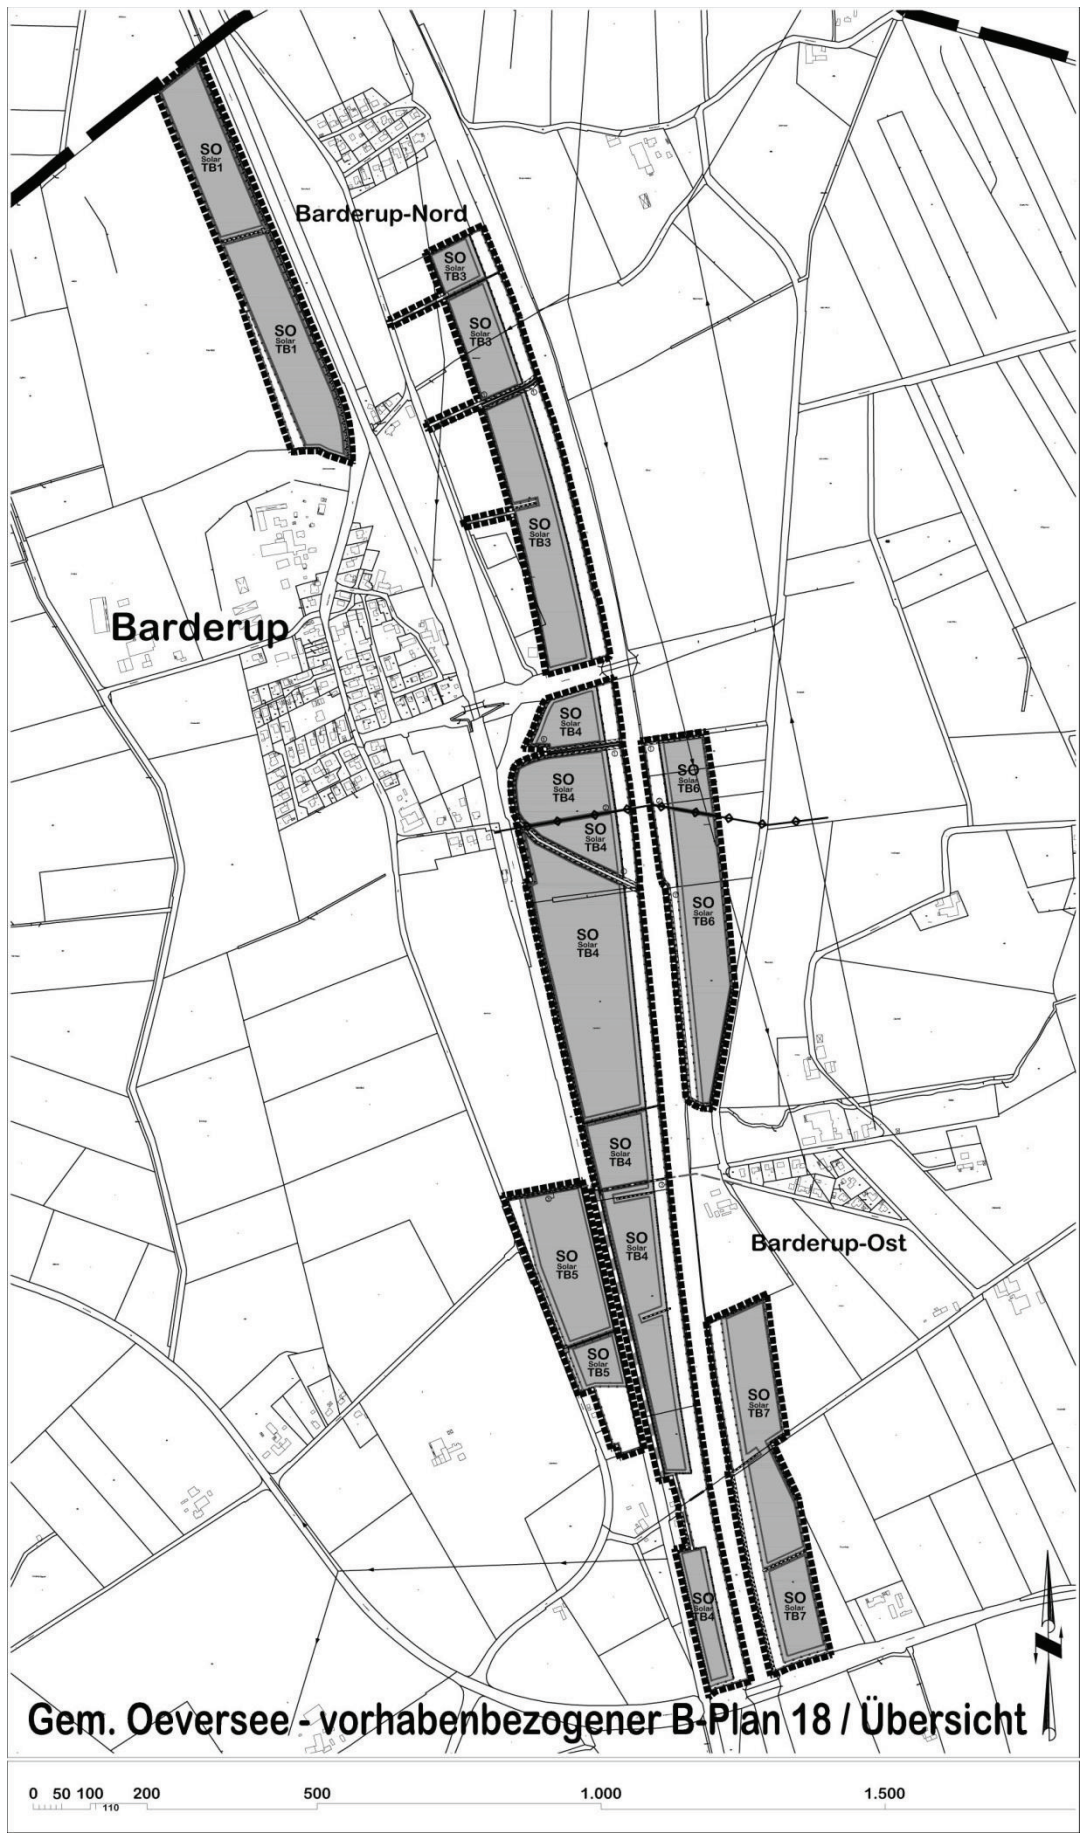 SO
Solar
TB1
Barderup-Nord
SO
Solar
TB3
SO
Solar
TB1
SO
Solar
TB3
SO
Solar
TB3
Barderup
SO
Solar
TB4
SO
Solar
TB6
SO
Solar
TB4
SO
Solar
TB4
SO
Solar
TB6
SO
Solar
TB4
SO
Solar
TB4
SO
Solar
TB4
Barderup-Ost
SO
Solar
TB5
SO
Solar
TB5
SO
Solar
TB7
SO
Solar
TB4
SO
Solar
TB7
N
Gem. Oeversee - vorhabenbezogener B-Plan 18 / Übersicht
0 50 100 200 500 1.000 1.500
110